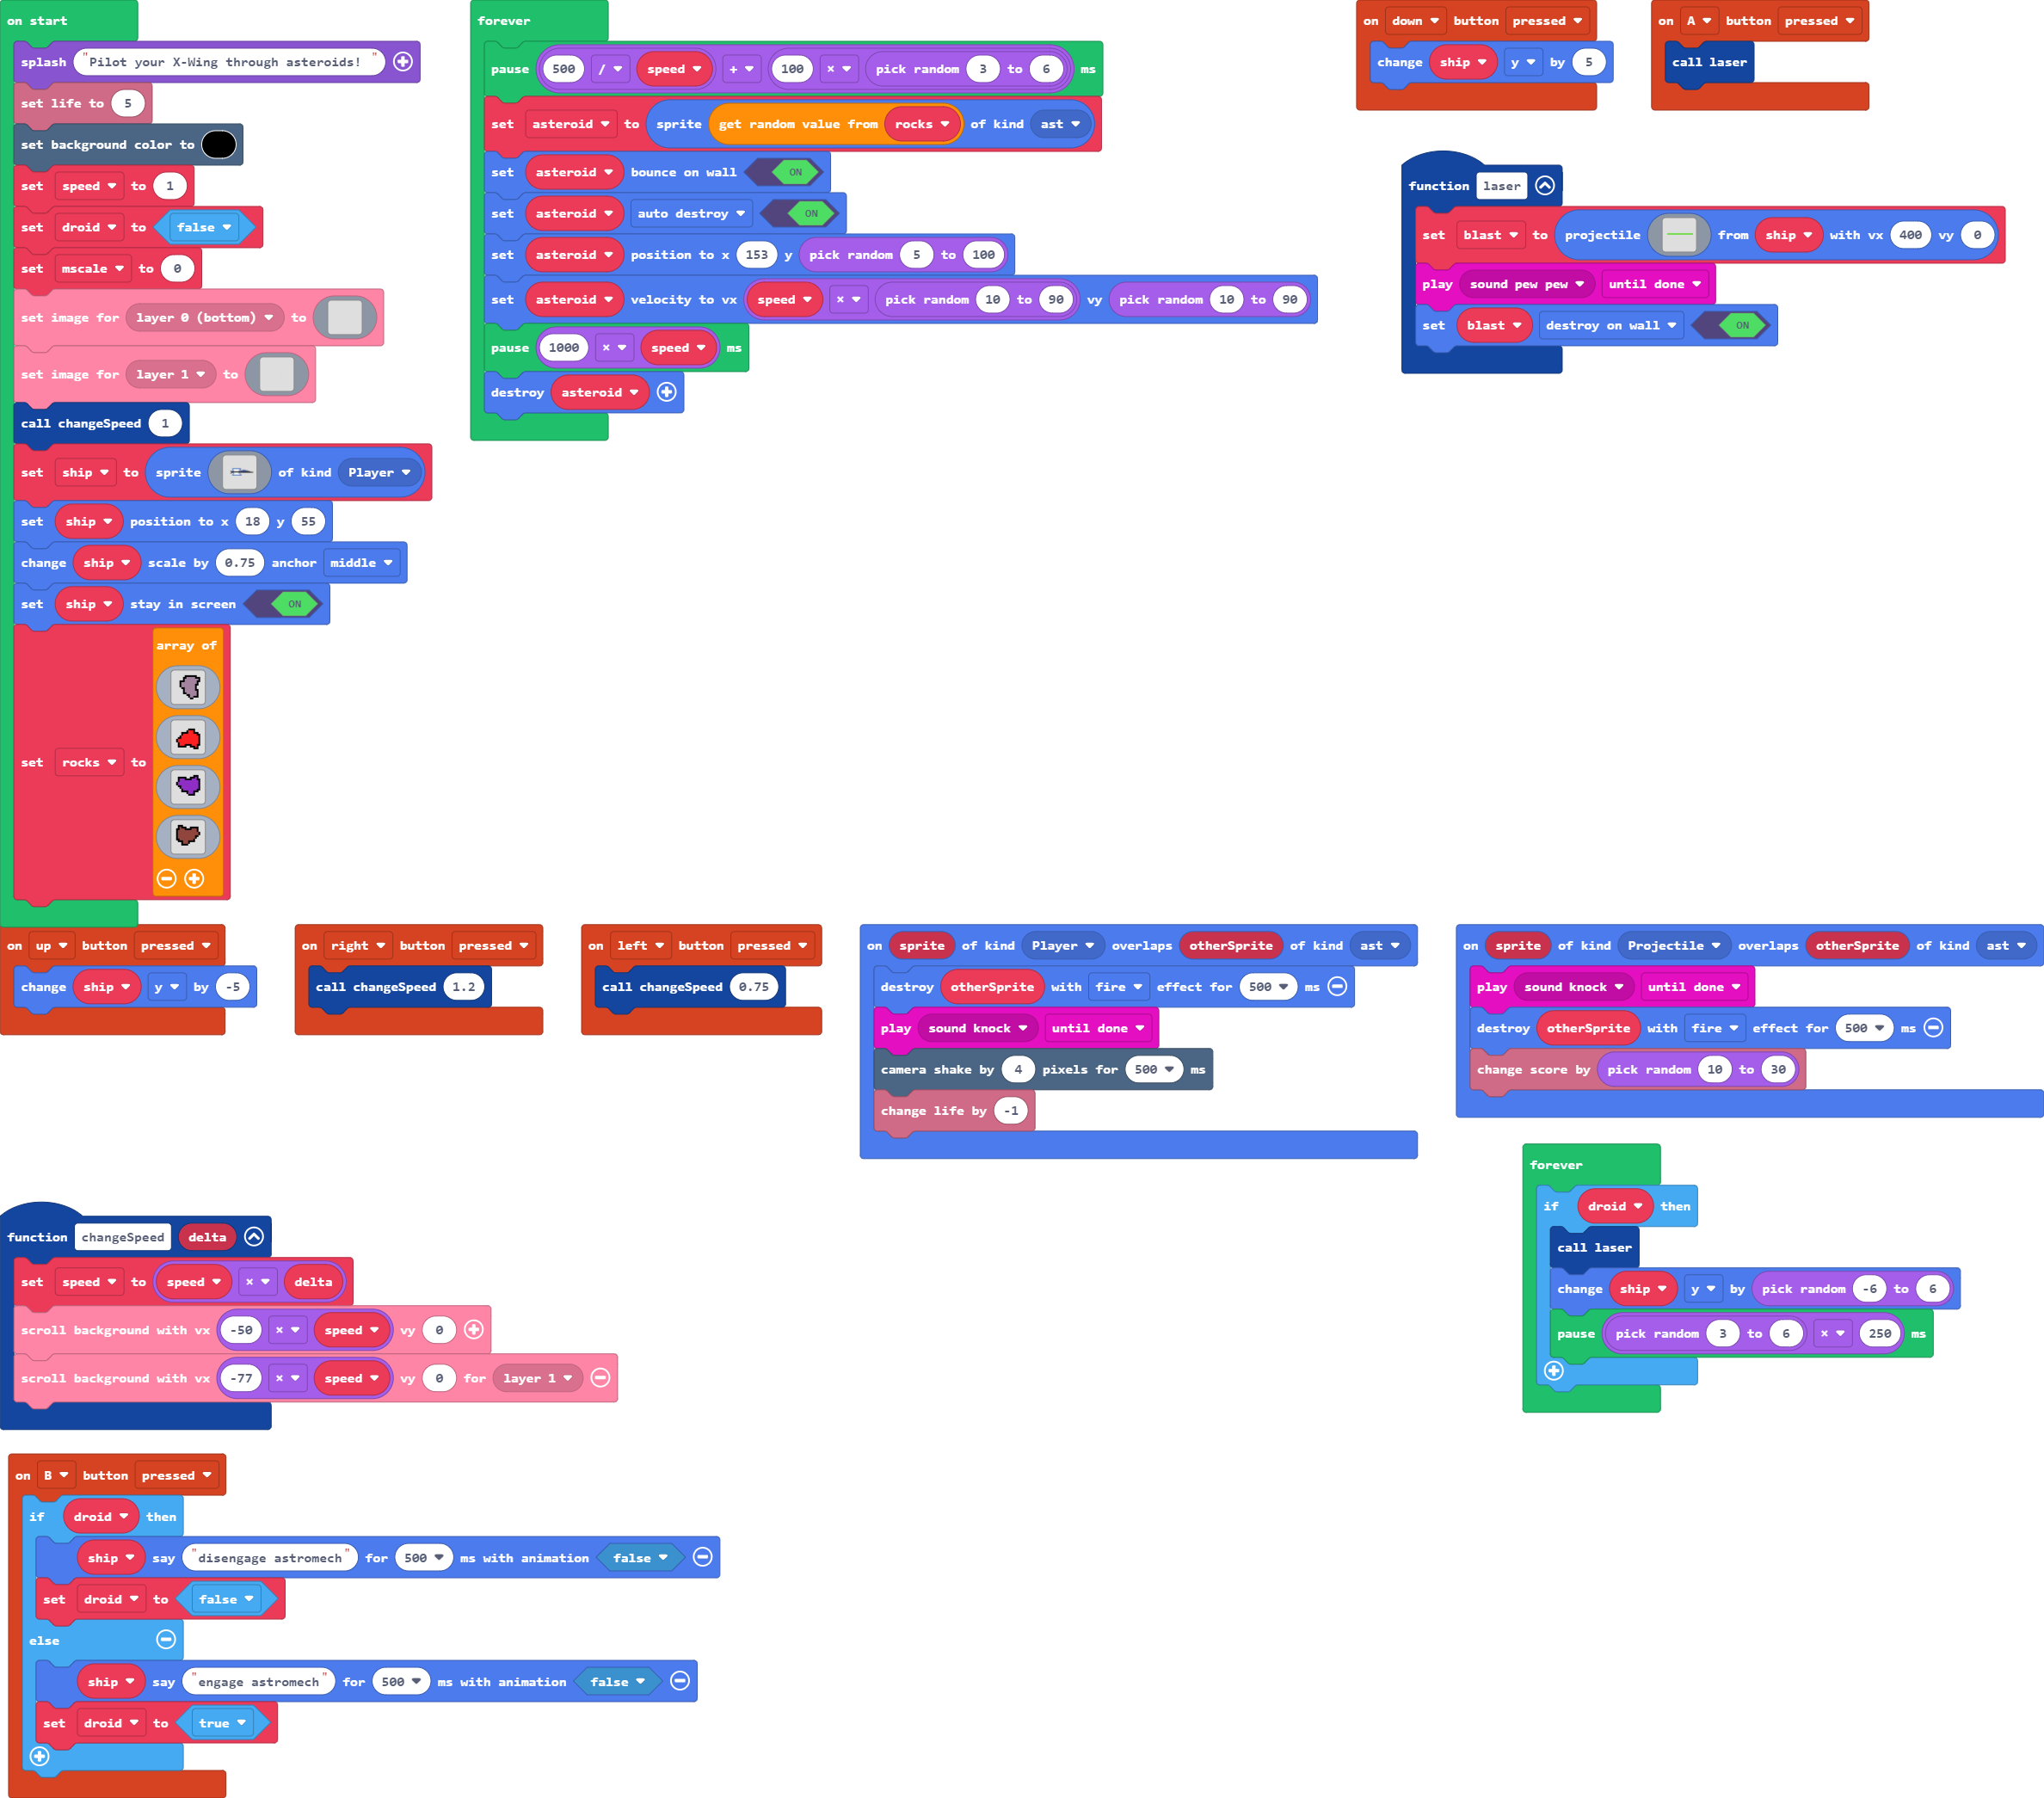 on start
splash "Pilot your X-Wing through asteroids! "
set life to 5
set background color to
set speed to 1
set droid to false
set mscale to 0
set image for layer 0 (bottom) to
set image for layer 1 to
call changeSpeed 1
set ship to sprite of kind Player
set ship position to x 18 y 55
change ship scale by 0.75 anchor middle
set ship stay in screen ON
set rocks to array of
forever
pause 500 / speed + 100 × pick random 3 to 6 ms
set asteroid to sprite get random value from rocks of kind ast
set asteroid bounce on wall ON
set asteroid auto destroy ON
set asteroid position to x 153 y pick random 5 to 100
set asteroid velocity to vx speed × pick random 10 to 90 vy pick random 10 to 90
pause 1000 × speed ms
destroy asteroid
on down button pressed
change ship y by 5
on A button pressed
call laser
function laser
set blast to projectile from ship with vx 400 vy 0
play sound pew pew until done
set blast destroy on wall ON
on up button pressed
change ship y by -5
on right button pressed
call changeSpeed 1.2
on left button pressed
call changeSpeed 0.75
on sprite of kind Player overlaps otherSprite of kind ast
destroy otherSprite with fire effect for 500 ms
play sound knock until done
camera shake by 4 pixels for 500 ms
change life by -1
on sprite of kind Projectile overlaps otherSprite of kind ast
play sound knock until done
destroy otherSprite with fire effect for 500 ms
change score by pick random 10 to 30
forever
if droid then
call laser
change ship y by pick random -6 to 6
pause pick random 3 to 6 × 250 ms
function changeSpeed delta
set speed to speed × delta
scroll background with vx -50 × speed vy 0
scroll background with vx -77 × speed vy 0 for layer 1
on B button pressed
if droid then
ship say "disengage astromech" for 500 ms with animation false
set droid to false
else
ship say "engage astromech" for 500 ms with animation false
set droid to true